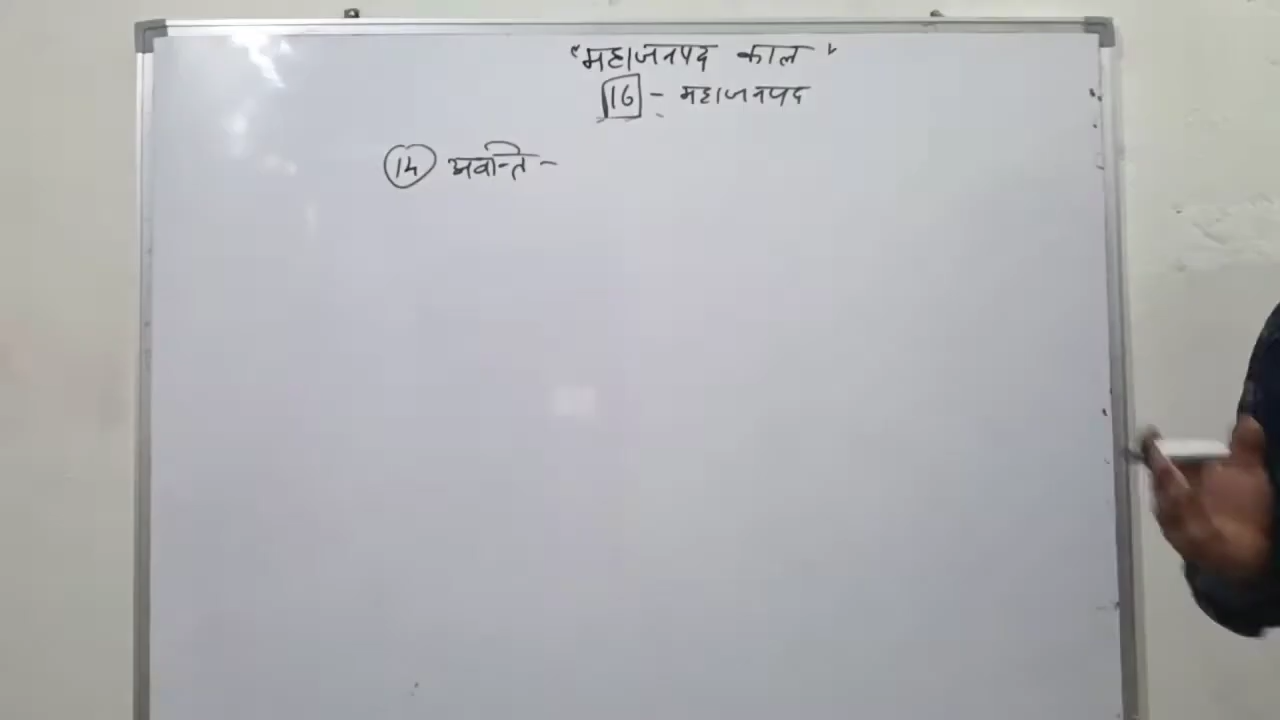 "महाजनपद काल"
16 - महाजनपद
14 अवन्ति -